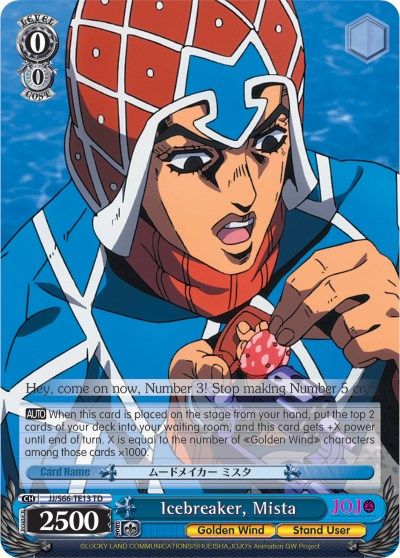 LEVEL
0
0
COST
Hey, come on now, Number 3! Stop making Number 5 cry!
AUTO When this card is placed on the stage from your hand, put the top 2
cards of your deck into your waiting room, and this card gets +X power
until end of turn. X is equal to the number of «Golden Wind» characters
among those cards ×1000.
Card Name ムードメイカー ミスタ
CH JJ/S66-TE13 TD
Icebreaker, Mista
JOJO
2500
Golden Wind Stand User
©LUCKY LAND COMMUNICATIONS/SHUEISHA,JOJO's Animation GW Project